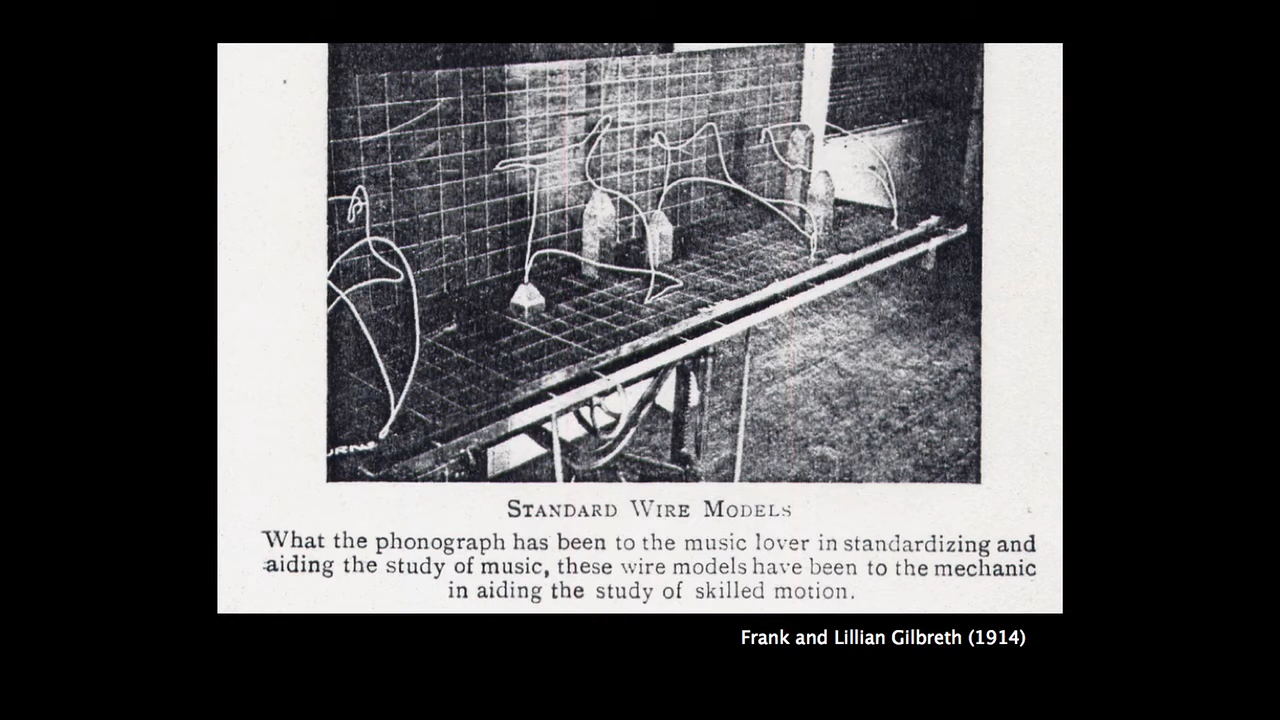 STANDARD WIRE MODELS
What the phonograph has been to the music lover in standardizing and
aiding the study of music, these wire models have been to the mechanic
in aiding the study of skilled motion.
Frank and Lillian Gilbreth (1914)